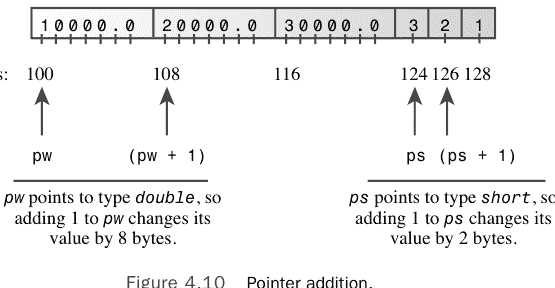 10000.0 20000.0 30000.0 3 2 1
s: 100 108 116 124 126 128
pw (pw + 1) ps (ps + 1)
pw points to type double, so
adding 1 to pw changes its
value by 8 bytes.
ps points to type short, so
adding 1 to ps changes its
value by 2 bytes.
Figure 4.10 Pointer addition.